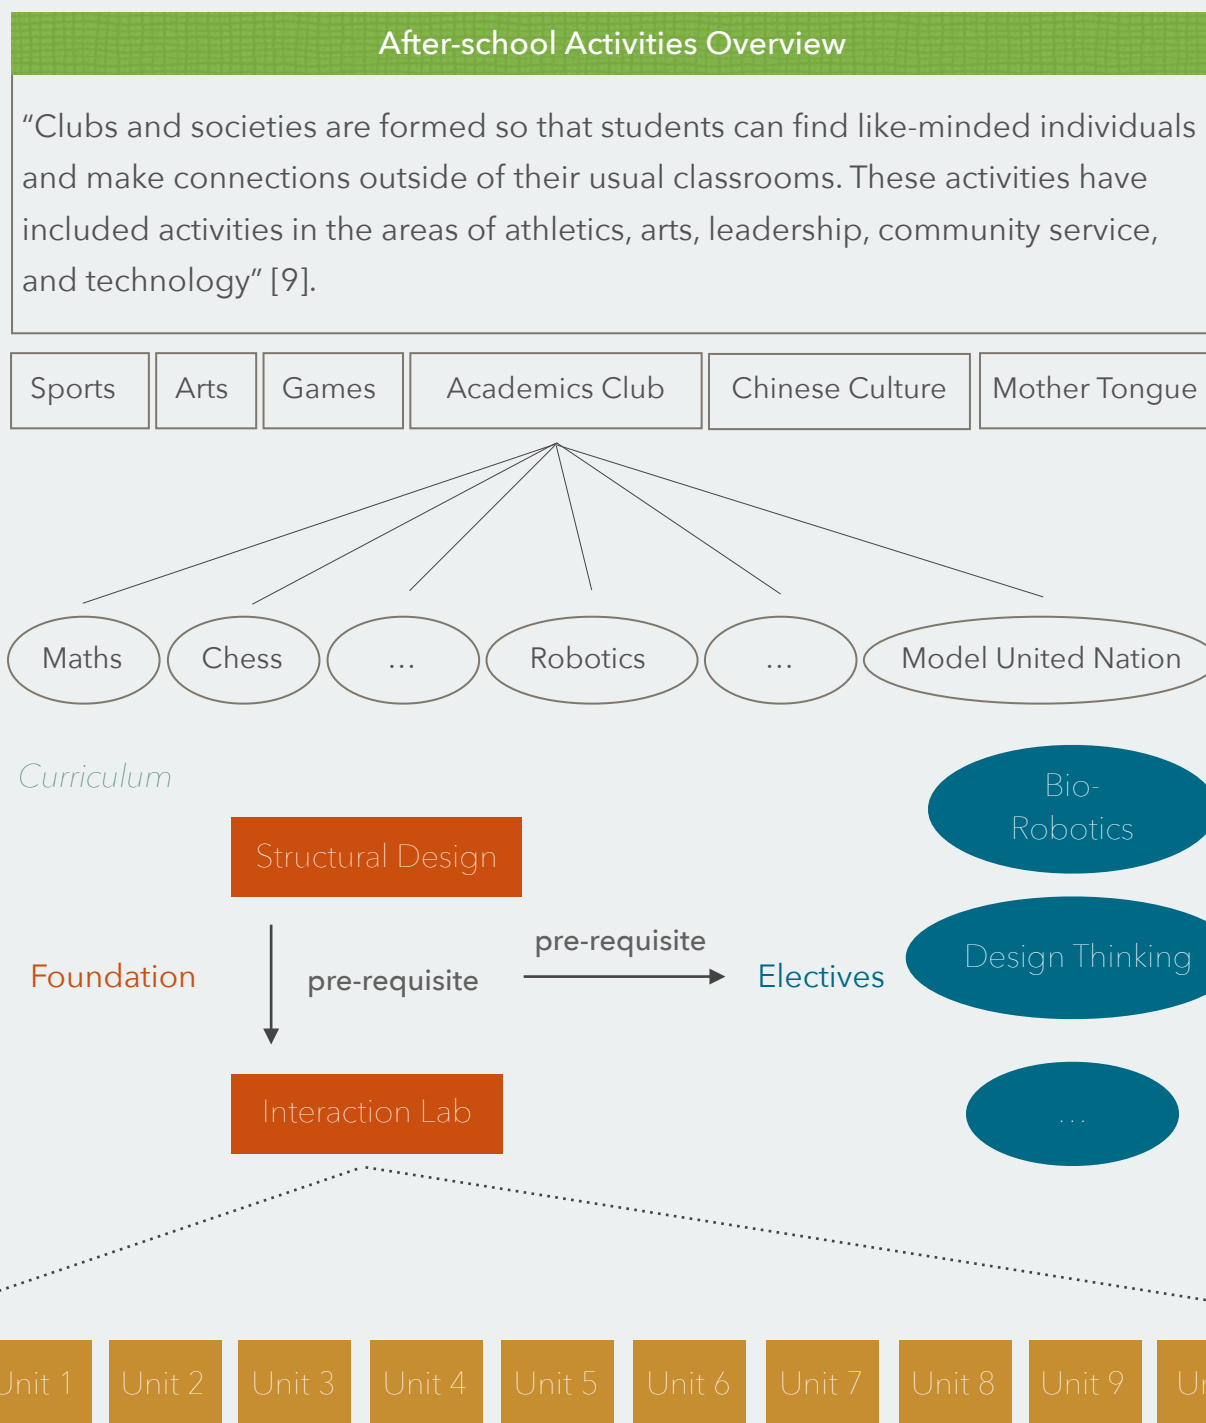 After-school Activities Overview
“Clubs and societies are formed so that students can find like-minded individuals
and make connections outside of their usual classrooms. These activities have
included activities in the areas of athletics, arts, leadership, community service,
and technology” [9].
Sports Arts Games Academics Club Chinese Culture Mother Tongue
Maths Chess … Robotics … Model United Nation
Curriculum
Bio-
Robotics
Structural Design
pre-requisite
Design Thinking
Foundation pre-requisite Electives
Interaction Lab …
Unit 1 Unit 2 Unit 3 Unit 4 Unit 5 Unit 6 Unit 7 Unit 8 Unit 9